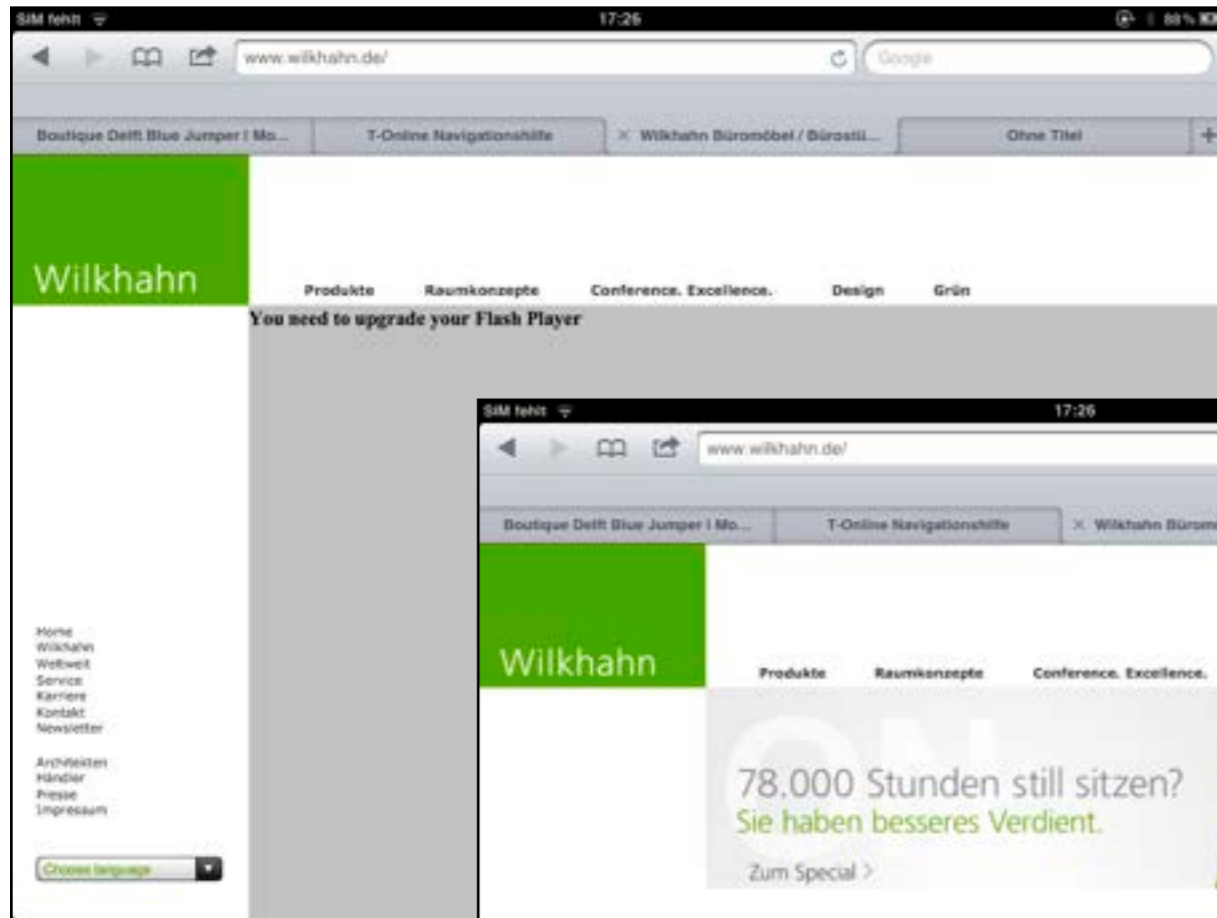 SIM fehlt 17:26 88%
www.wilkhahn.de/ Google
Boutique Delft Blue Jumper | Mo... T-Online Navigationshilfe × Wilkhahn Büromöbel / Bürostü... Ohne Titel +
Wilkhahn
Produkte Raumkonzepte Conference. Excellence. Design Grün
You need to upgrade your Flash Player
Home
Wilkhahn
Weltweit
Service
Karriere
Kontakt
Newsletter
Architekten
Händler
Presse
Impressum
Choose language
SIM fehlt 17:26
www.wilkhahn.de/
Boutique Delft Blue Jumper | Mo... T-Online Navigationshilfe × Wilkhahn Bürom
Wilkhahn
Produkte Raumkonzepte Conference. Excellence.
ON
78.000 Stunden still sitzen?
Sie haben besseres Verdient.
Zum Special >